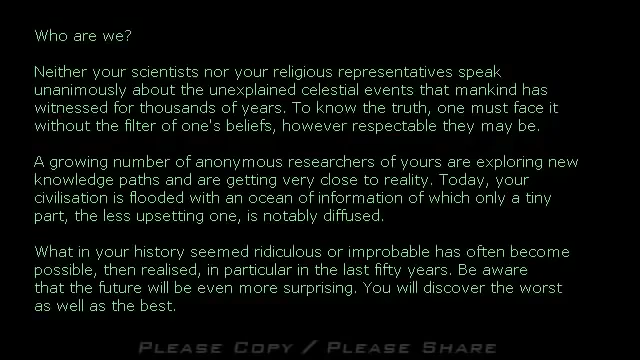 Who are we?
Neither your scientists nor your religious representatives speak
unanimously about the unexplained celestial events that mankind has
witnessed for thousands of years. To know the truth, one must face it
without the filter of one's beliefs, however respectable they may be.
A growing number of anonymous researchers of yours are exploring new
knowledge paths and are getting very close to reality. Today, your
civilisation is flooded with an ocean of information of which only a tiny
part, the less upsetting one, is notably diffused.
What in your history seemed ridiculous or improbable has often become
possible, then realised, in particular in the last fifty years. Be aware
that the future will be even more surprising. You will discover the worst
as well as the best.
Please Copy / Please Share